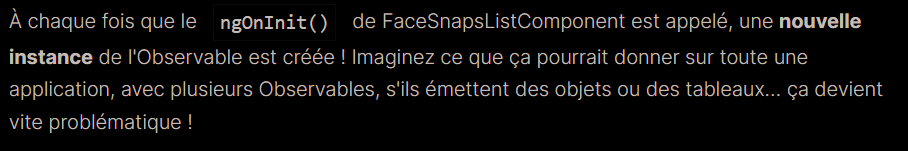 À chaque fois que le ngOnInit() de FaceSnapsListComponent est appelé, une nouvelle
instance de l'Observable est créée ! Imaginez ce que ça pourrait donner sur toute une
application, avec plusieurs Observables, s'ils émettent des objets ou des tableaux... ça devient
vite problématique !